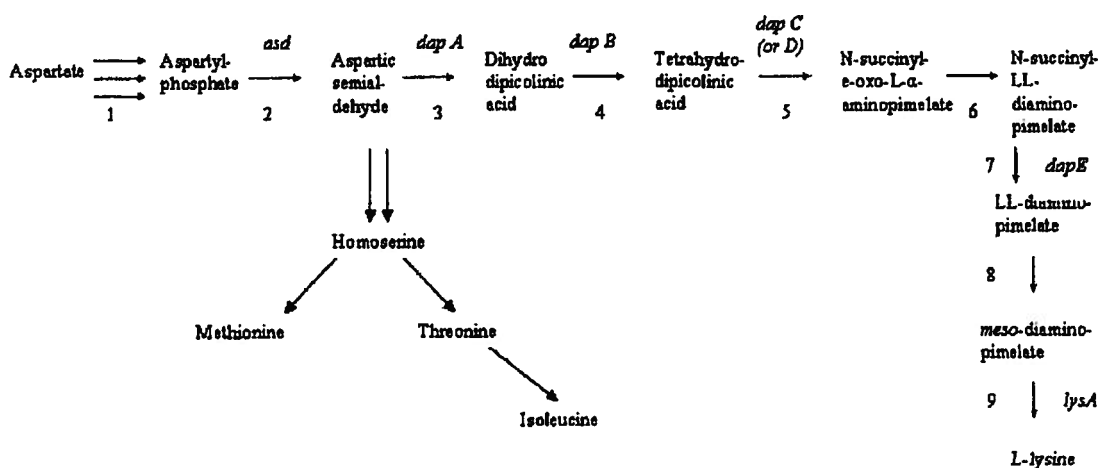 Aspartate
1
Aspartyl-
phosphate
asd
2
Aspartic
semial-
dehyde
dap A
3
Dihydro
dipicolinic
acid
dap B
4
Tetrahydro-
dipicolinic
acid
dap C
(or D)
5
N-succinyl-
e-oxo-L-α-
aminopimelate
6
N-succinyl-
LL-
diamino-
pimelate
7
dapE
LL-diamino-
pimelate
8
meso-diamino-
pimelate
9
lysA
L-lysine
Homoserine
Methionine
Threonine
Isoleucine